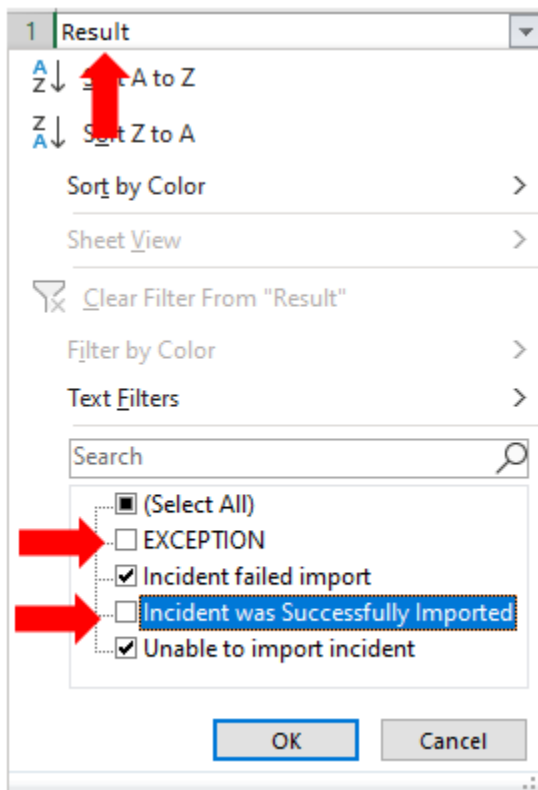 1 Result
A to Z
Sort Z to A
Sort by Color
Sheet View
Clear Filter From "Result"
Filter by Color
Text Filters
Search
(Select All)
EXCEPTION
Incident failed import
Incident was Successfully Imported
Unable to import incident
OK Cancel